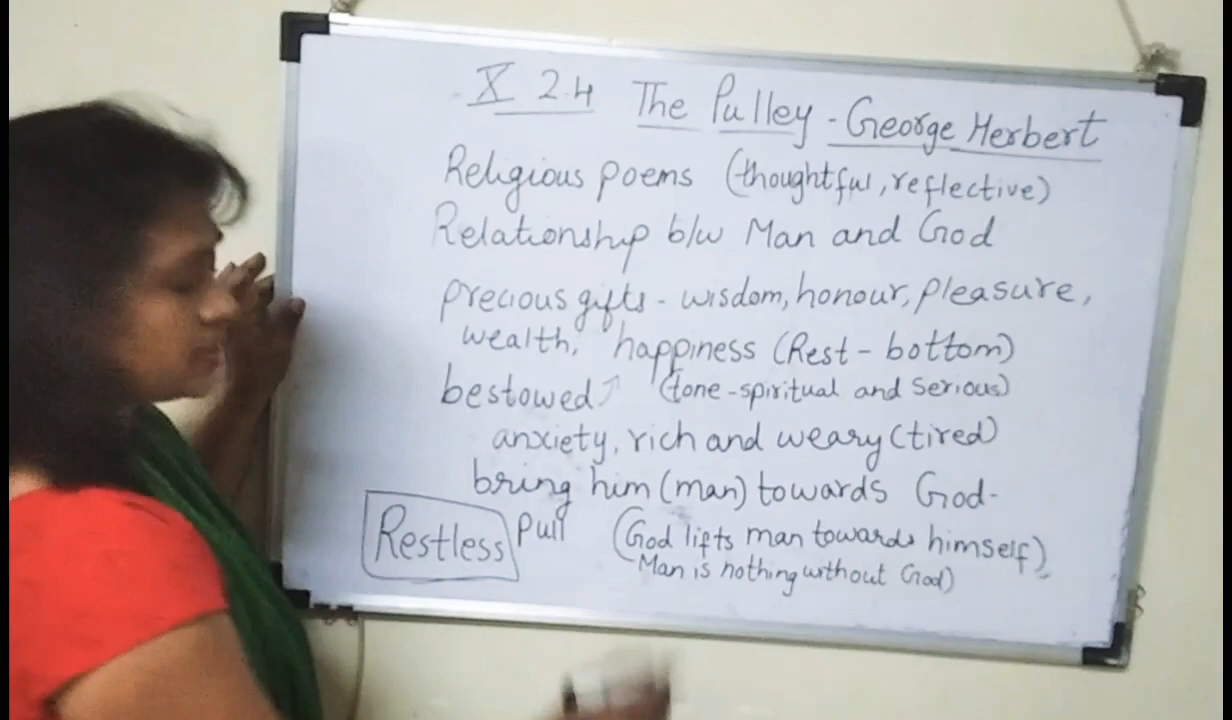 X 2.4 The Pulley - George Herbert
Religious poems (thoughtful, reflective)
Relationship b/w Man and God
precious gifts - wisdom, honour, pleasure,
wealth, happiness (Rest - bottom)
bestowed↗ (tone - spiritual and serious)
anxiety, rich and weary (tired)
bring him (man) towards God -
Restless pull (God lifts man towards himself)
Man is nothing without God)